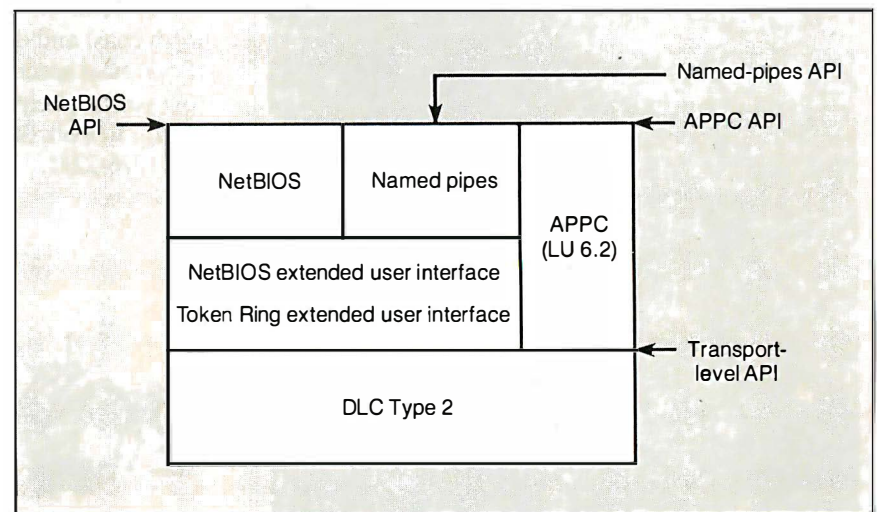 Named-pipes API
NetBIOS
API
APPC API
NetBIOS
Named pipes
APPC
(LU 6.2)
NetBIOS extended user interface
Token Ring extended user interface
Transport-
level API
DLC Type 2